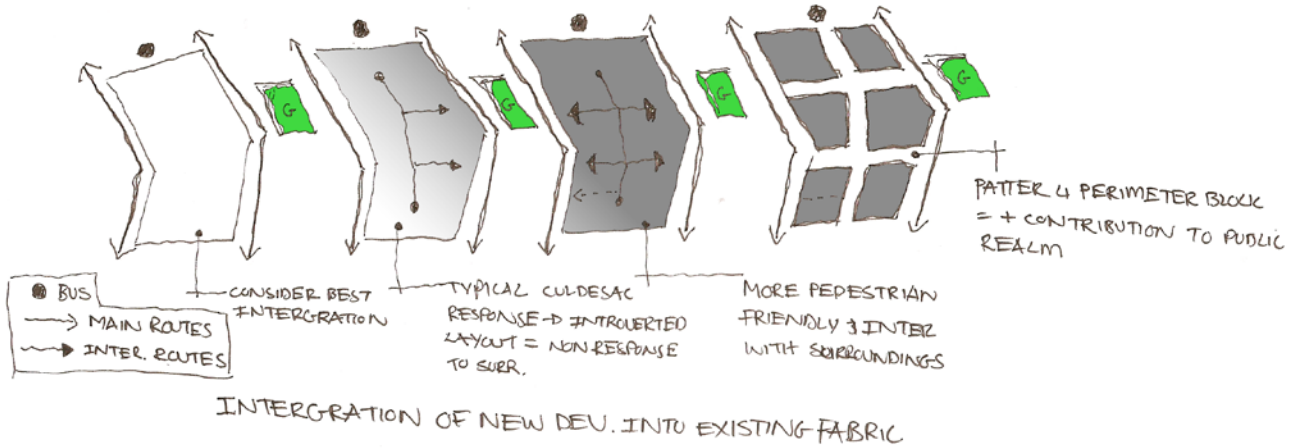 G
G
G
G
PATTER 4 PERIMETER BLOCK
= + CONTRIBUTION TO PUBLIC
REALM
BUS
MAIN ROUTES
INTER. ROUTES
CONSIDER BEST
INTERGRATION
TYPICAL CULDESAC
RESPONSE → INTROVERTED
LAYOUT = NON RESPONSE
TO SURR.
MORE PEDESTRIAN
FRIENDLY & INTER
WITH SURROUNDINGS
INTERGRATION OF NEW DEV. INTO EXISTING FABRIC